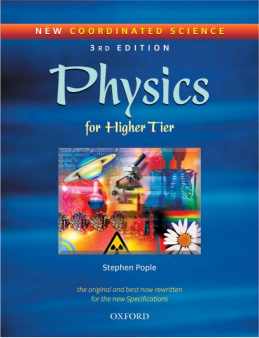 NEW COORDINATED SCIENCE
3RD EDITION
Physics
for Higher Tier
Stephen Pople
the original and best now rewritten
for the new Specifications
OXFORD